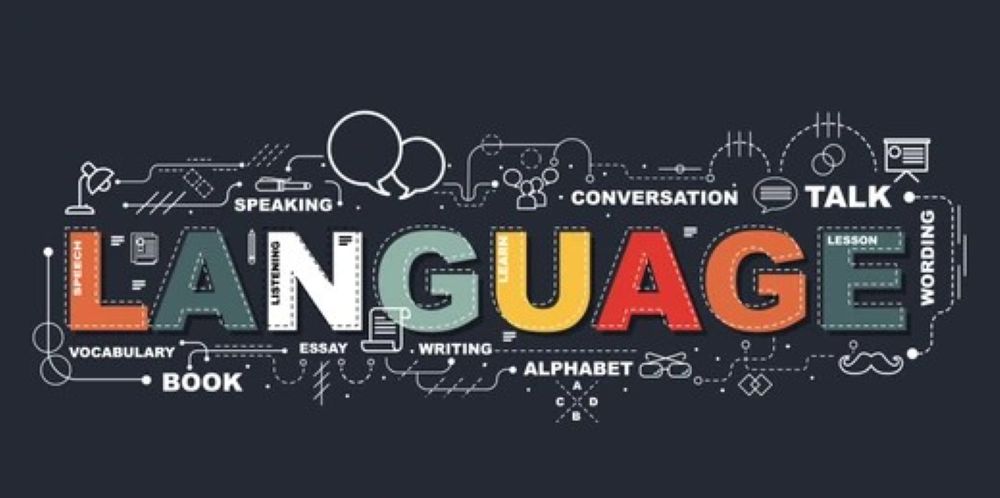 SPEAKING
CONVERSATION
TALK
LANGUAGE
SPEECH
LISTENING
LEARN
LESSON
WORDING
VOCABULARY
ESSAY
WRITING
BOOK
ALPHABET
A
C D
B